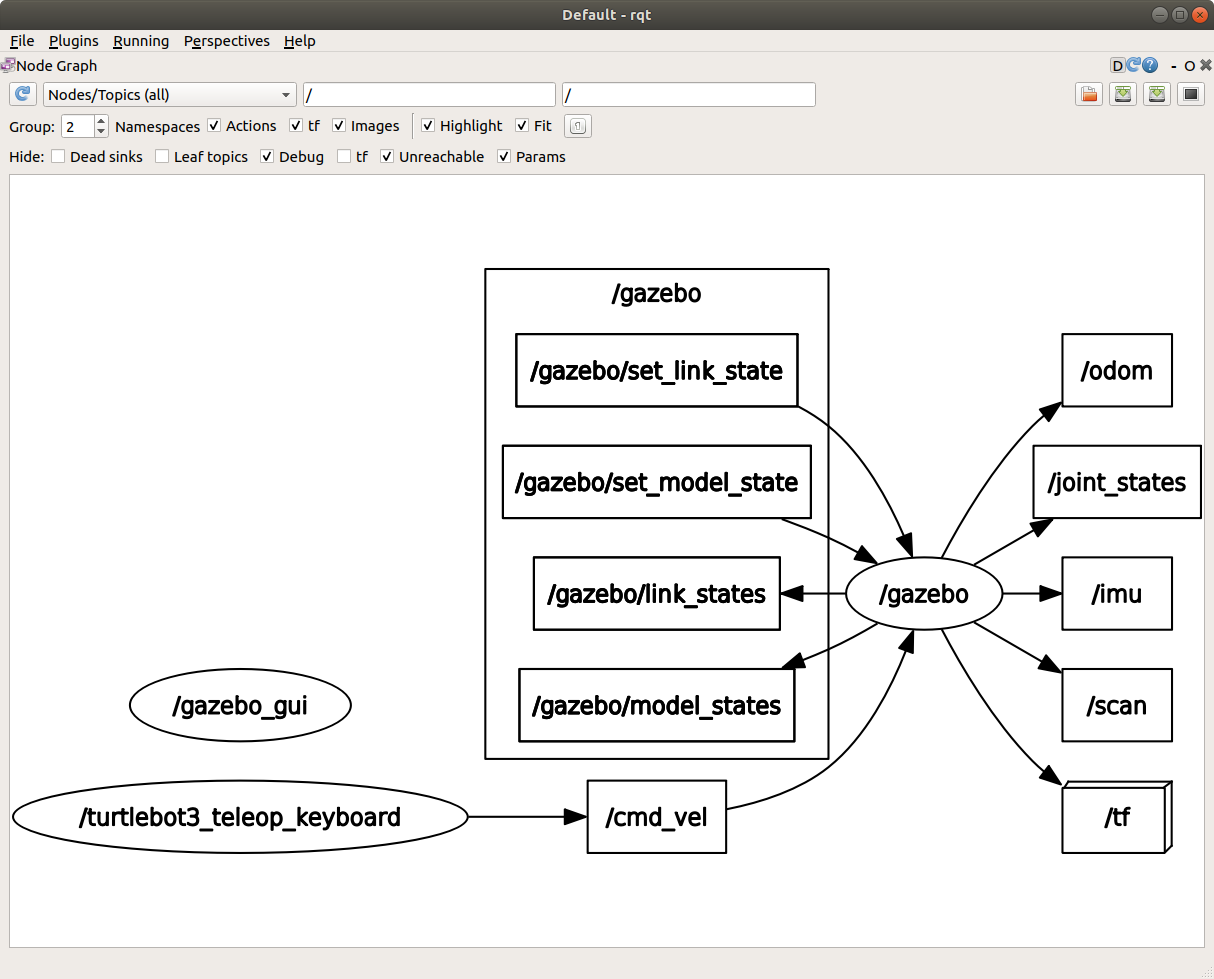 Default - rqt
File Plugins Running Perspectives Help
Node Graph D ? - O
Nodes/Topics (all) / /
Group: 2 Namespaces Actions tf Images Highlight Fit
Hide: Dead sinks Leaf topics Debug tf Unreachable Params
/gazebo
/gazebo/set_link_state
/odom
/gazebo/set_model_state
/joint_states
/gazebo/link_states
/gazebo
/imu
/gazebo_gui
/gazebo/model_states
/scan
/turtlebot3_teleop_keyboard
/cmd_vel
/tf